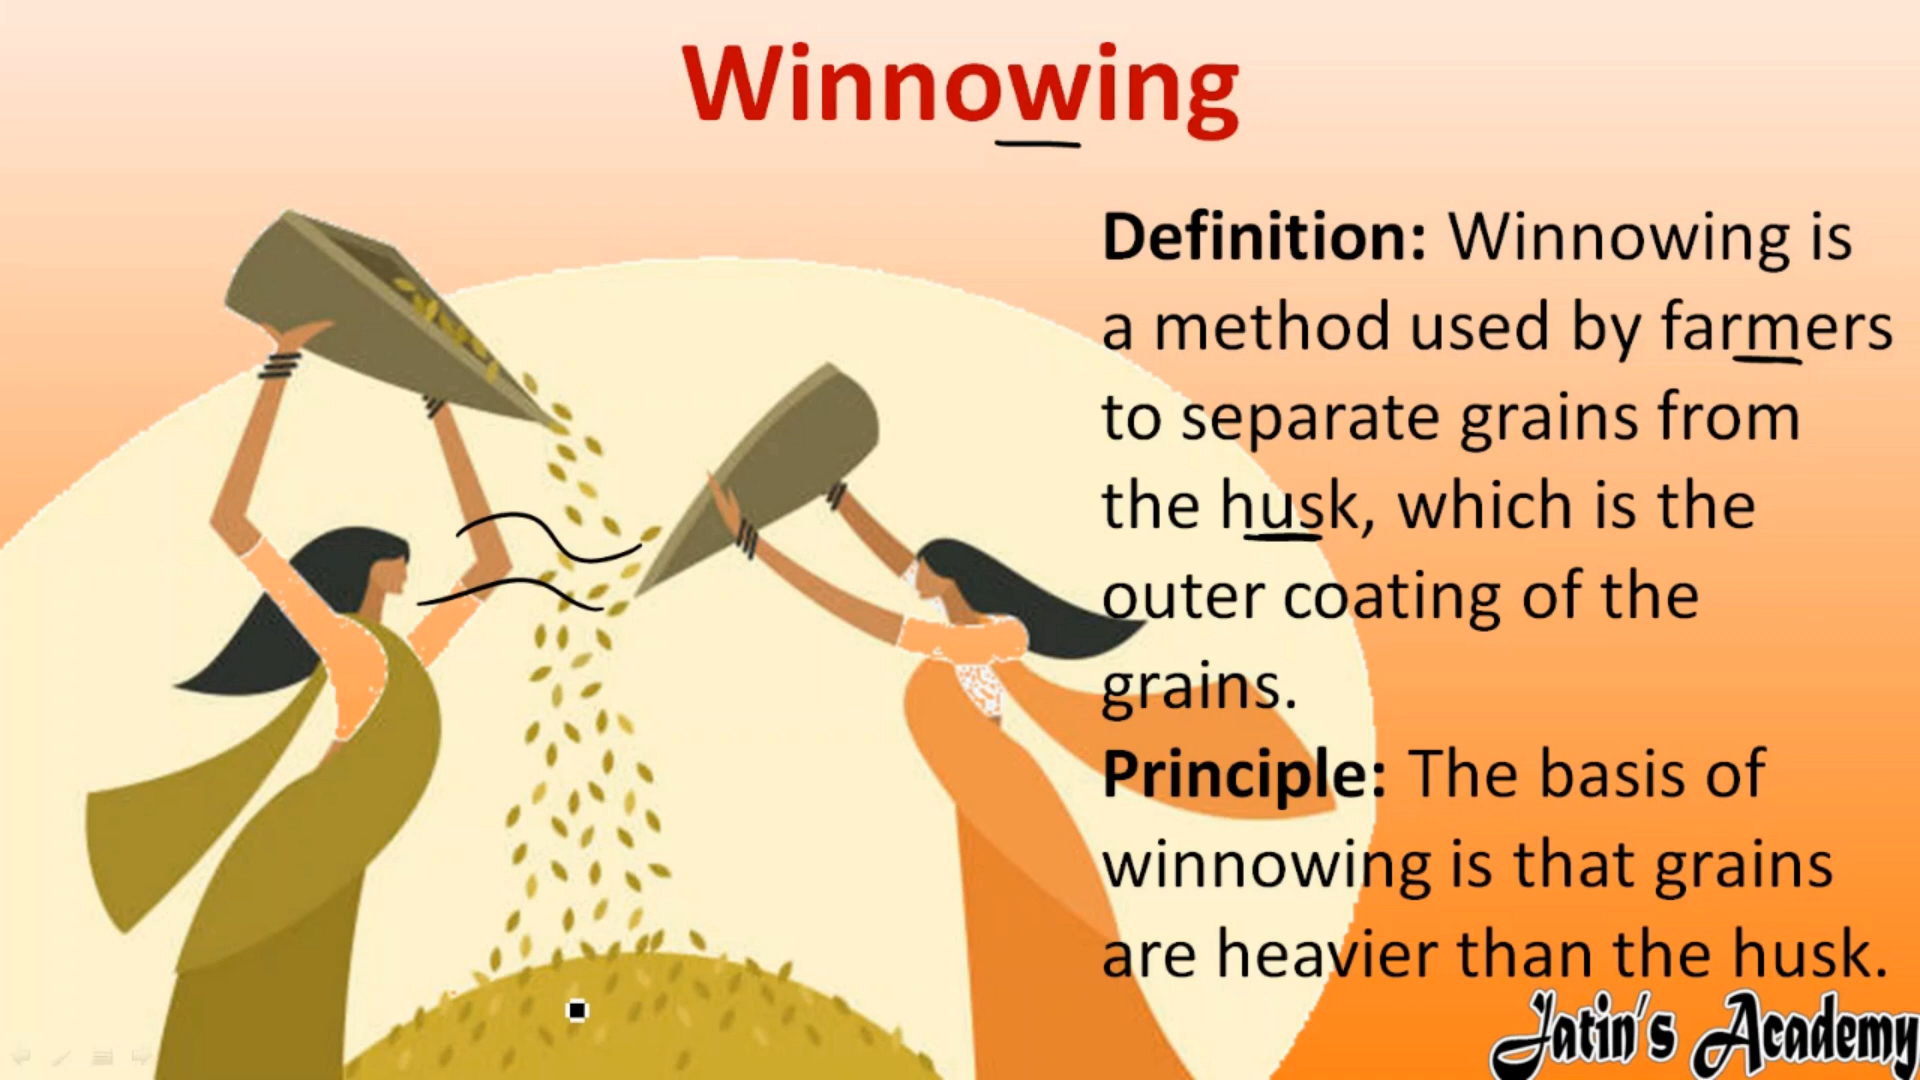 Winnowing
Definition: Winnowing is
a method used by farmers
to separate grains from
the husk, which is the
outer coating of the
grains.
Principle: The basis of
winnowing is that grains
are heavier than the husk.
Jatin's Academy